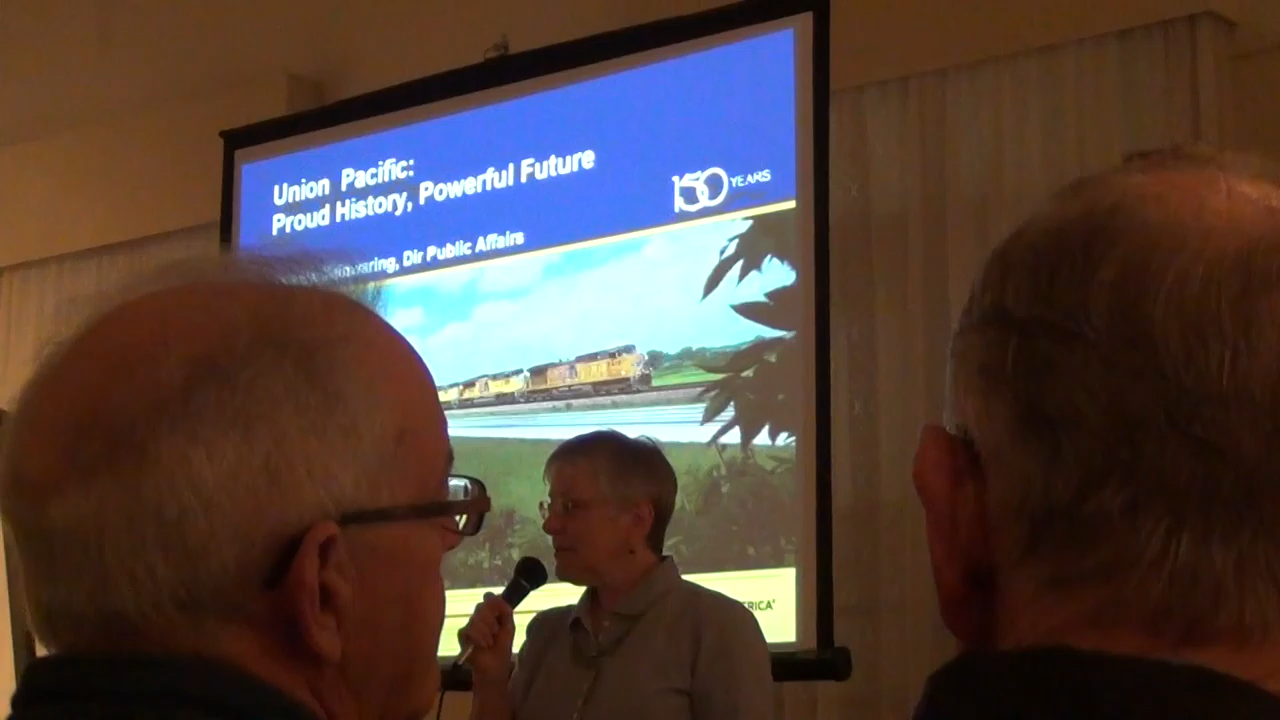 Union Pacific:
Proud History, Powerful Future
150 YEARS
Dir Public Affairs